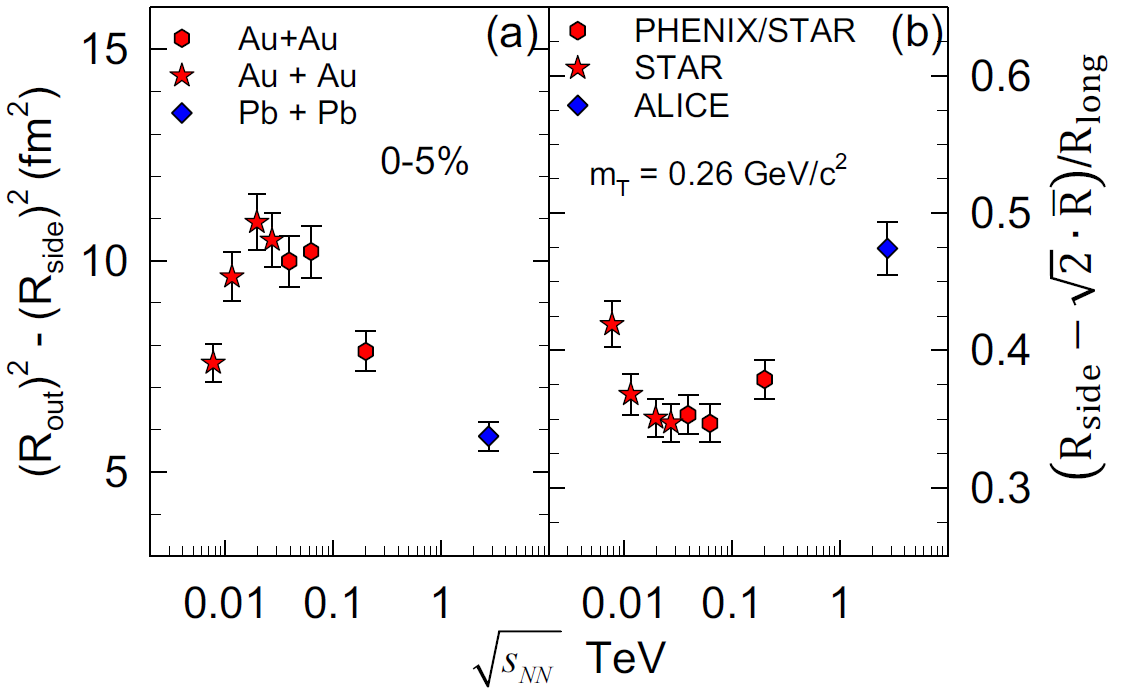 (a)
Au+Au
Au + Au
Pb + Pb
0-5%
15
10
5
(R_out)^2 - (R_side)^2 (fm^2)
0.01 0.1 1
(b)
PHENIX/STAR
STAR
ALICE
m_T = 0.26 GeV/c^2
0.6
0.5
0.4
0.3
(R_side − √2 · R̅)/R_long
0.01 0.1 1
√s_NN TeV